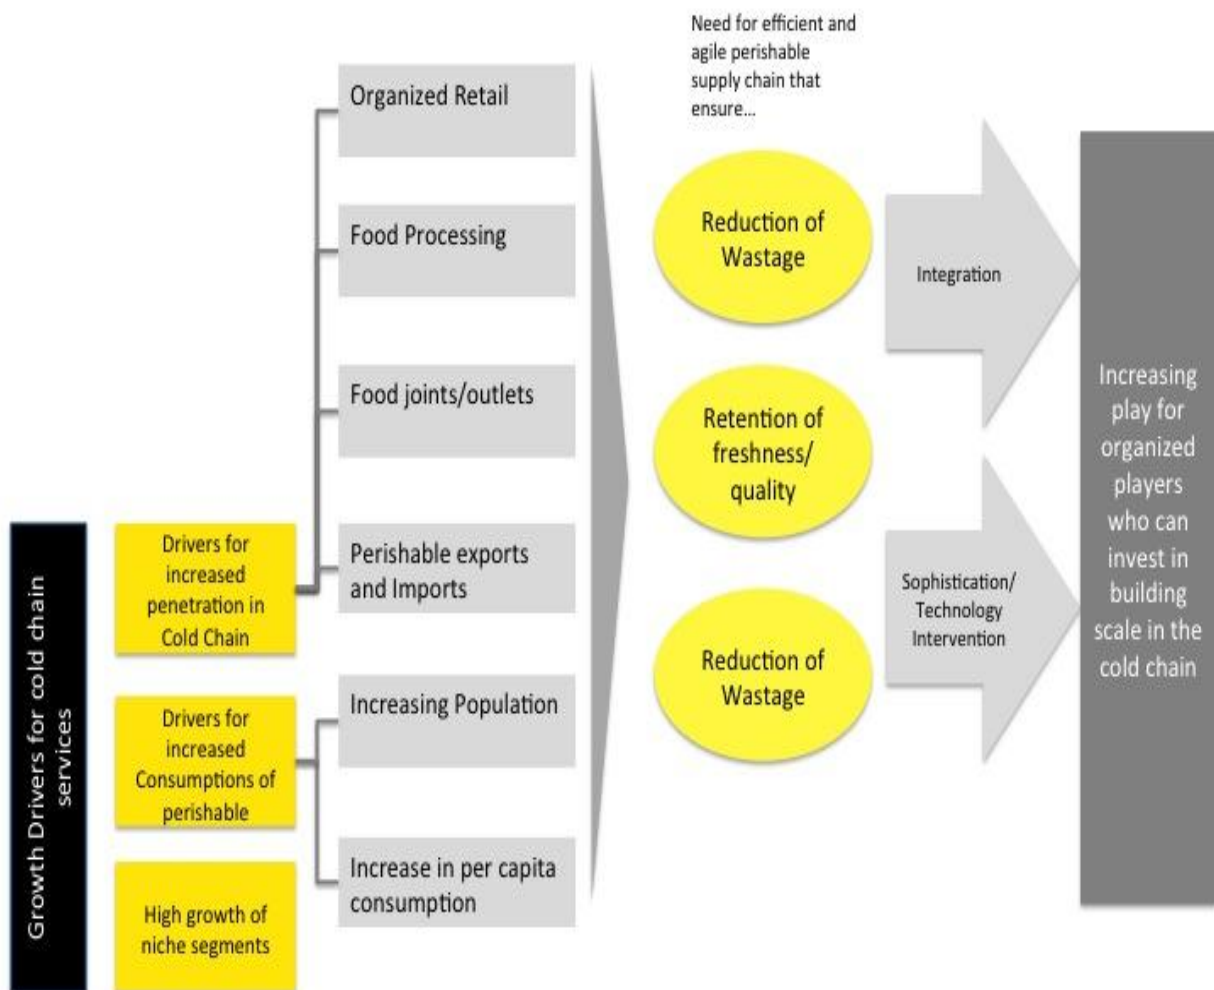 Growth Drivers for cold chain
services
Drivers for
increased
penetration in
Cold Chain
Drivers for
increased
Consumptions of
perishable
High growth of
niche segments
Organized Retail
Food Processing
Food joints/outlets
Perishable exports
and Imports
Increasing Population
Increase in per capita
consumption
Need for efficient and
agile perishable
supply chain that
ensure...
Reduction of
Wastage
Retention of
freshness/
quality
Reduction of
Wastage
Integration
Sophistication/
Technology
Intervention
Increasing
play for
organized
players
who can
invest in
building
scale in the
cold chain